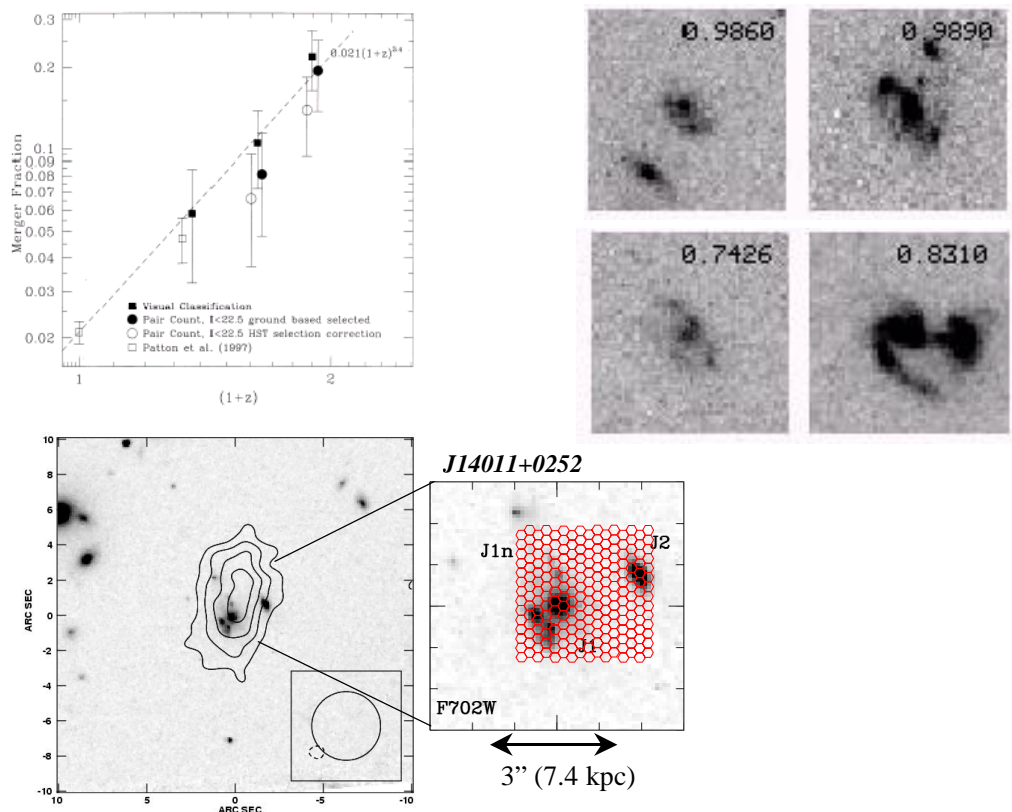 0.3
0.2
0.1
0.09
0.08
0.07
0.06
0.05
0.04
0.03
0.02
Merger Fraction
0.021(1+z)^3.4
■ Visual Classification
● Pair Count, I<22.5 ground based selected
○ Pair Count, I<22.5 HST selection correction
□ Patton et al. (1997)
1
2
(1+z)
0.9860
0.9890
0.7426
0.8310
10
8
6
4
2
0
-2
-4
-6
-8
-10
ARC SEC
10
5
0
-5
-10
ARC SEC
J14011+0252
J1n
J2
J1
F702W
3” (7.4 kpc)